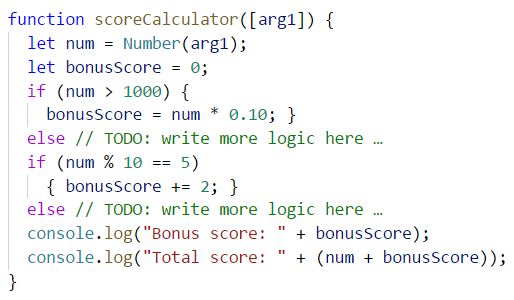 function scoreCalculator([arg1]) {
let num = Number(arg1);
let bonusScore = 0;
if (num > 1000) {
bonusScore = num * 0.10; }
else // TODO: write more logic here …
if (num % 10 == 5)
{ bonusScore += 2; }
else // TODO: write more logic here …
console.log("Bonus score: " + bonusScore);
console.log("Total score: " + (num + bonusScore));
}